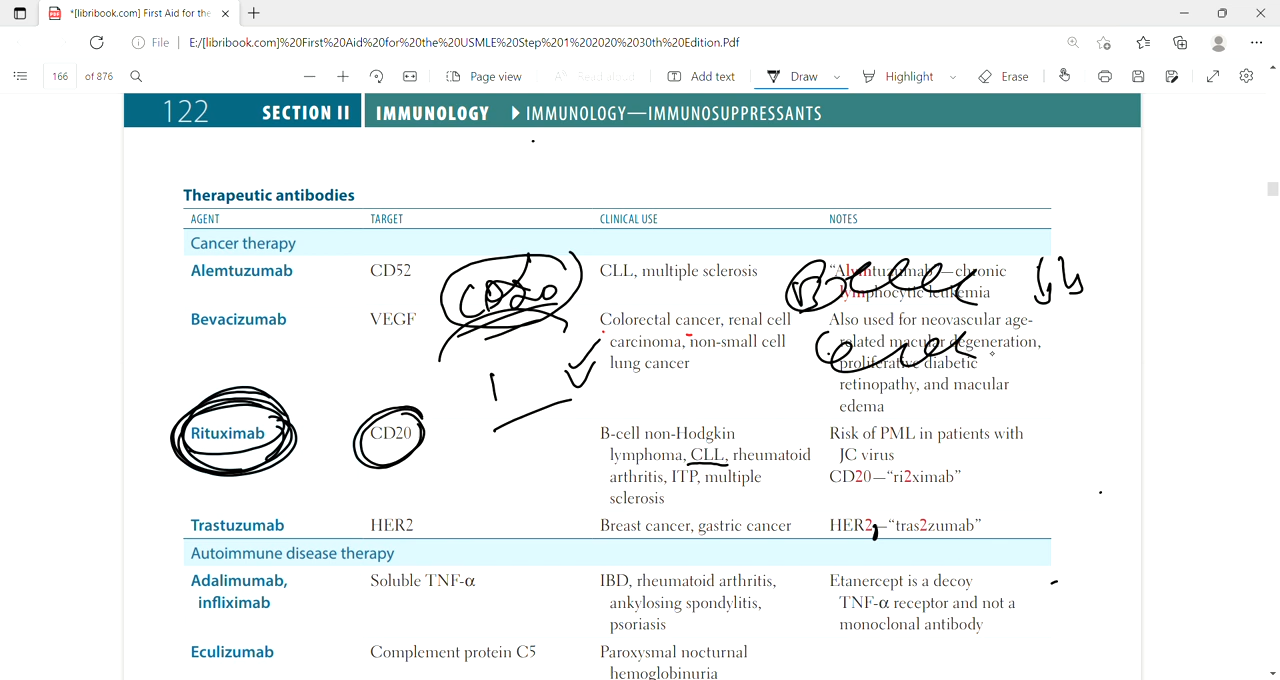 *[libribook.com] First Aid for the
File E:/[libribook.com]%20First%20Aid%20for%20the%20USMLE%20Step%201%202020%2030th%20Edition.Pdf
166 of 876 Page view Read aloud Add text Draw Highlight Erase
122 SECTION II IMMUNOLOGY IMMUNOLOGY—IMMUNOSUPPRESSANTS
Therapeutic antibodies
AGENT TARGET CLINICAL USE NOTES
Cancer therapy
Alemtuzumab CD52 CLL, multiple sclerosis "Alymtuzumab"—chronic
lymphocytic leukemia
CD20
B
Bevacizumab VEGF Colorectal cancer, renal cell Also used for neovascular age-
carcinoma, non-small cell related macular degeneration,
lung cancer proliferative diabetic
retinopathy, and macular
edema
Rituximab CD20 B-cell non-Hodgkin Risk of PML in patients with
lymphoma, CLL, rheumatoid JC virus
arthritis, ITP, multiple CD20—"ri2ximab"
sclerosis
Trastuzumab HER2 Breast cancer, gastric cancer HER2—"tras2zumab"
Autoimmune disease therapy
Adalimumab, Soluble TNF-α IBD, rheumatoid arthritis, Etanercept is a decoy
infliximab ankylosing spondylitis, TNF-α receptor and not a
psoriasis monoclonal antibody
Eculizumab Complement protein C5 Paroxysmal nocturnal
hemoglobinuria